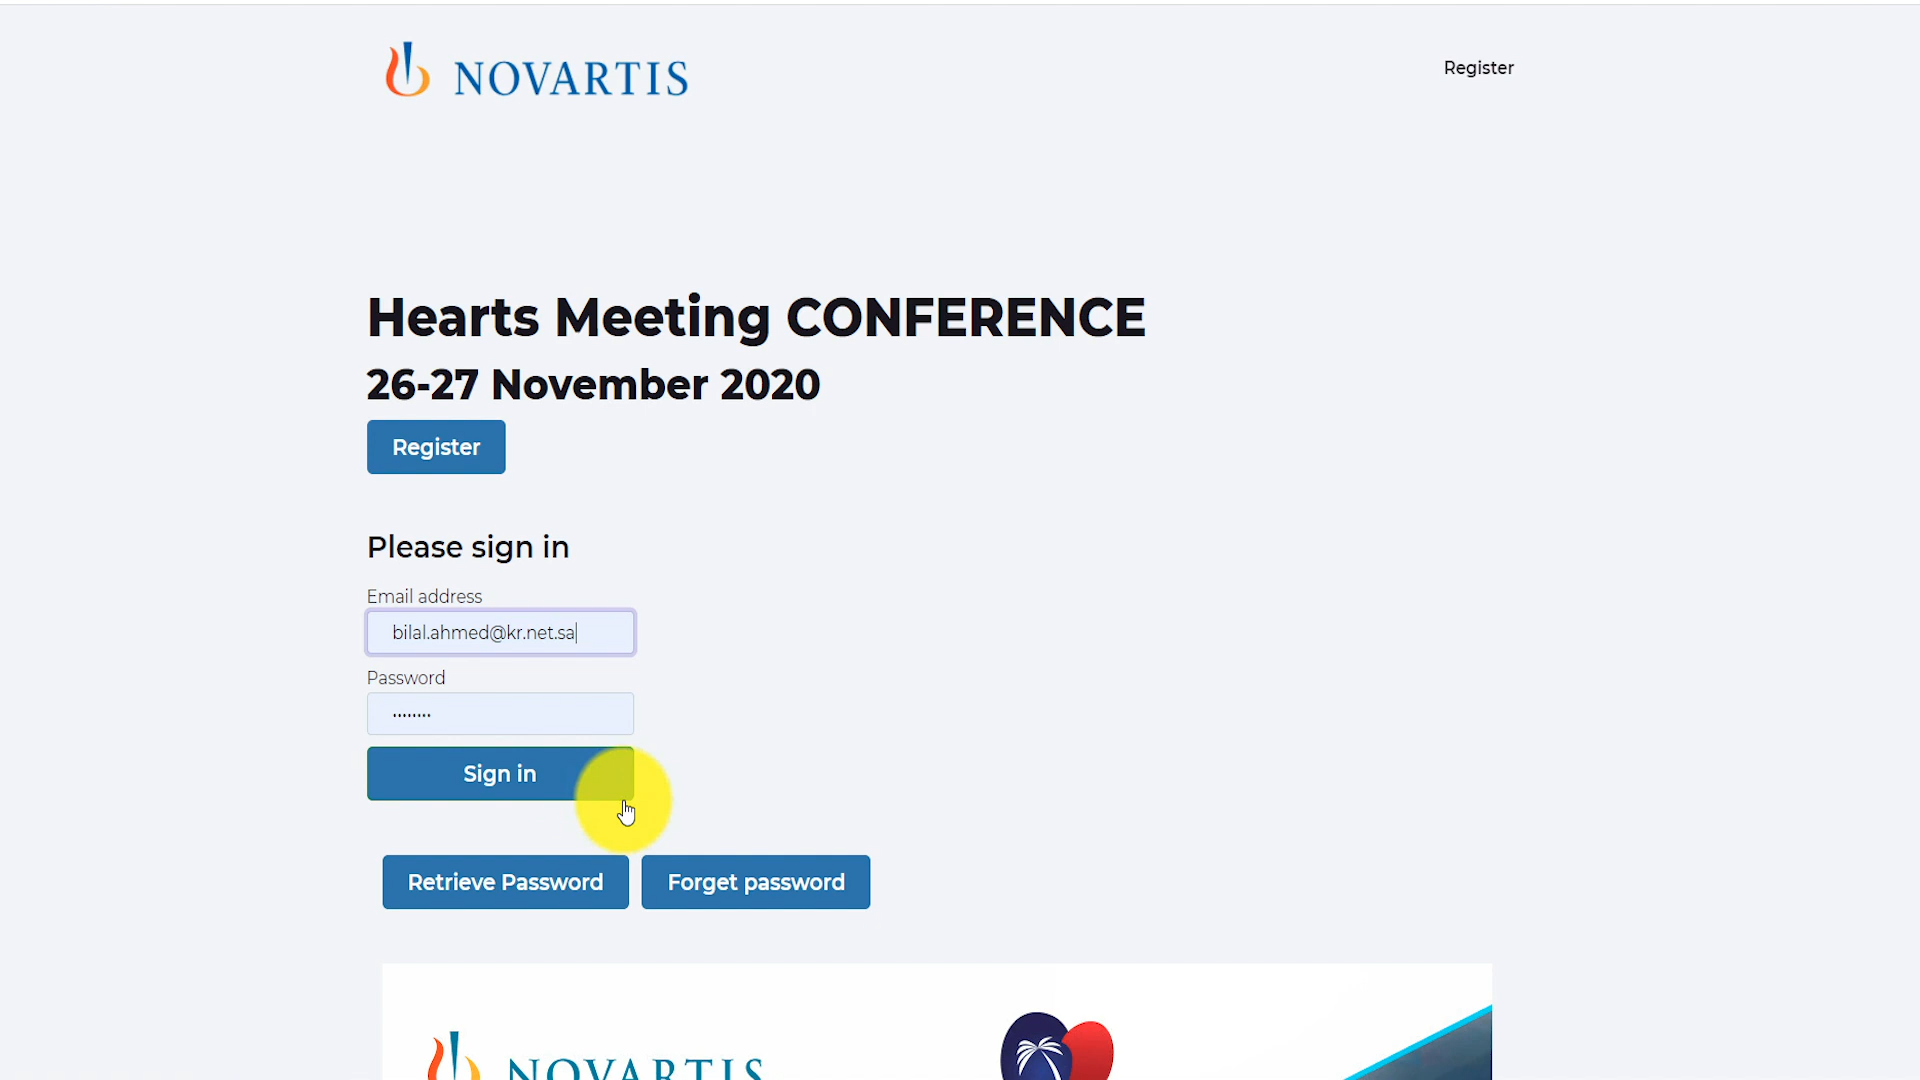 NOVARTIS
Register
Hearts Meeting CONFERENCE
26-27 November 2020
Register
Please sign in
Email address
bilal.ahmed@kr.net.sa
Password
........
Sign in
Retrieve Password
Forget password
NOVARTIS